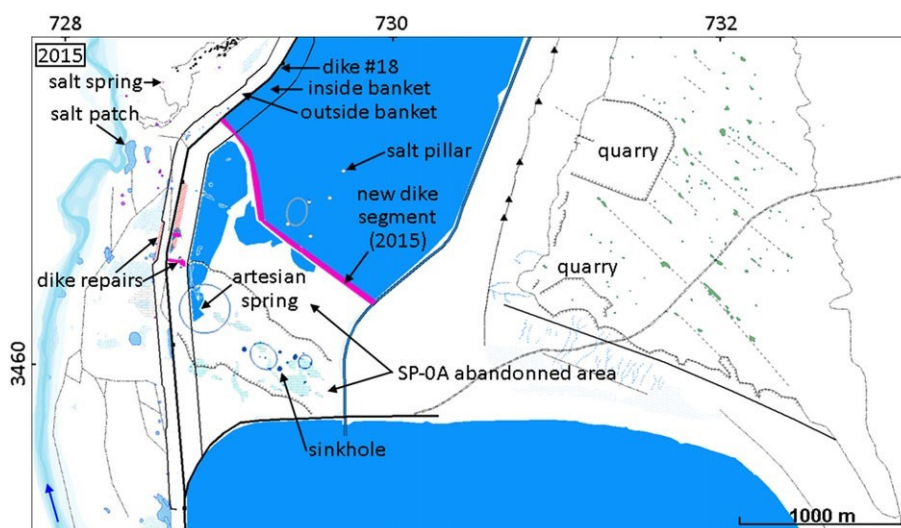 728
730
732
2015
salt spring
salt patch
dike #18
inside banket
outside banket
salt pillar
new dike
segment
(2015)
quarry
quarry
dike repairs
artesian
spring
3460
SP-0A abandonned area
sinkhole
1000 m